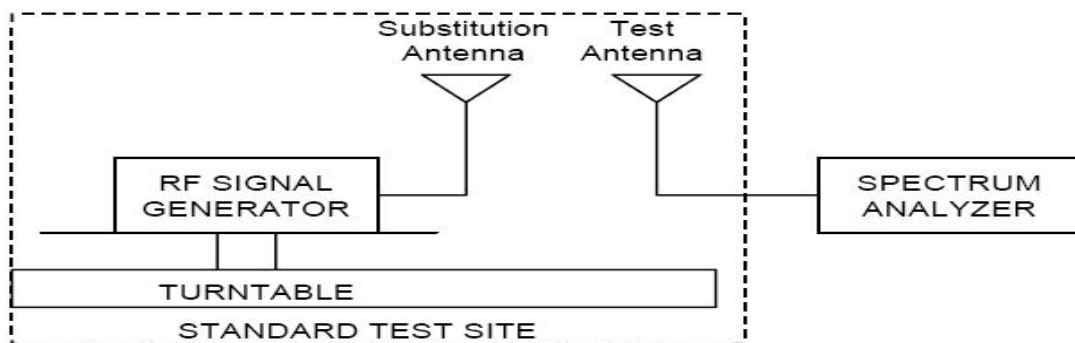 Substitution
Antenna
Test
Antenna
RF SIGNAL
GENERATOR
SPECTRUM
ANALYZER
TURNTABLE
STANDARD TEST SITE